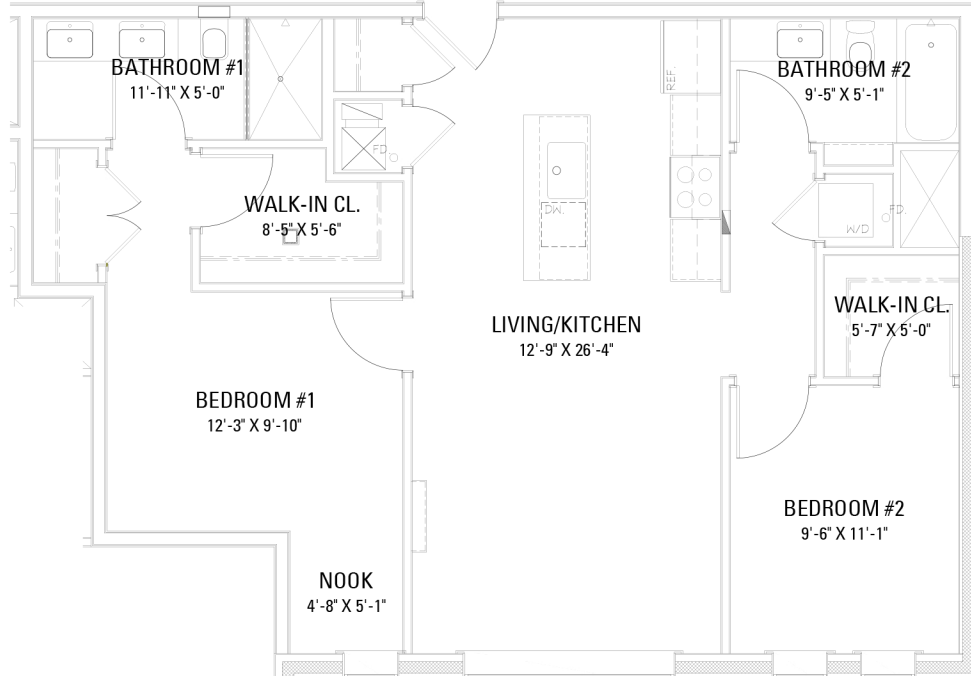 BATHROOM #1
11'-11" X 5'-0"
REF.
BATHROOM #2
9'-5" X 5'-1"
FD
WALK-IN CL.
8'-5" X 5'-6"
DW.
FD.
W/D
WALK-IN CL.
5'-7" X 5'-0"
LIVING/KITCHEN
12'-9" X 26'-4"
BEDROOM #1
12'-3" X 9'-10"
BEDROOM #2
9'-6" X 11'-1"
NOOK
4'-8" X 5'-1"